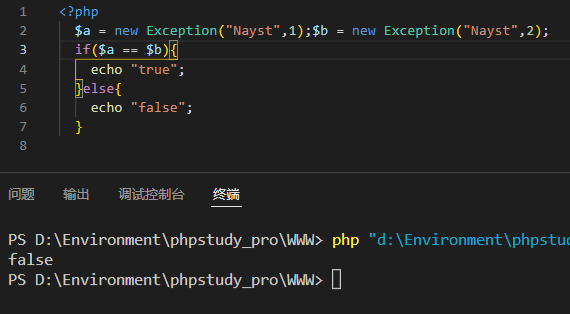 1 <?php
2 $a = new Exception("Nayst",1);$b = new Exception("Nayst",2);
3 if($a == $b){
4 echo "true";
5 }else{
6 echo "false";
7 }
8
问题 输出 调试控制台 终端
PS D:\Environment\phpstudy_pro\WWW> php "d:\Environment\phpstu
false
PS D:\Environment\phpstudy_pro\WWW>